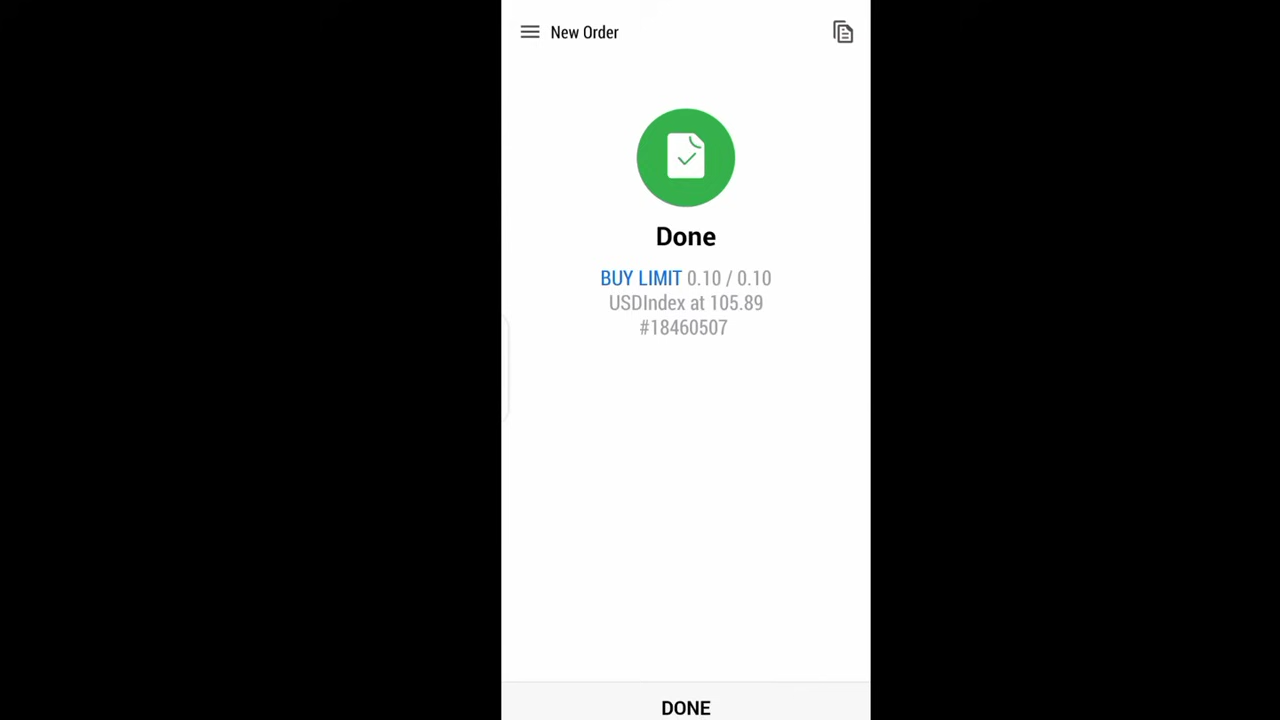 New Order
Done
BUY LIMIT 0.10 / 0.10
USDIndex at 105.89
#18460507
DONE